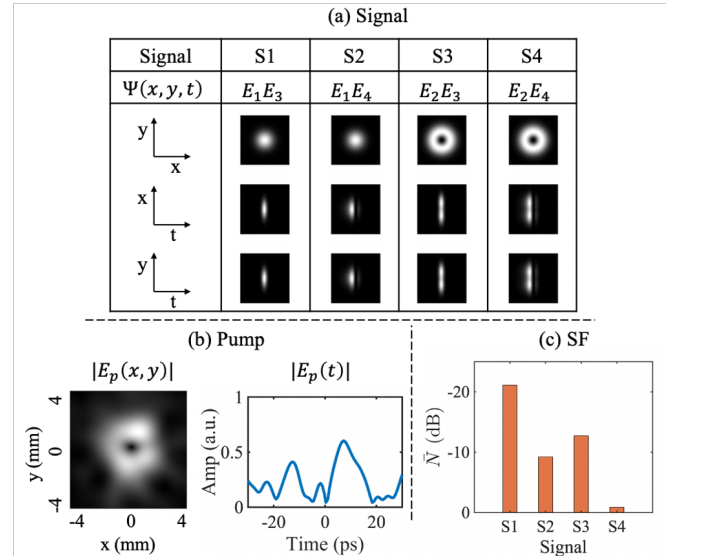 (a) Signal
Signal S1 S2 S3 S4
Ψ(x, y, t) E₁E₃ E₁E₄ E₂E₃ E₂E₄
y
x
x
t
y
t
(b) Pump
(c) SF
|Eₚ(x, y)|
|Eₚ(t)|
y (mm)
4
0
-4
-4 0 4
x (mm)
Amp (a.u.)
1
0.5
0
-20 0 20
Time (ps)
N̄ (dB)
-20
-10
0
S1 S2 S3 S4
Signal